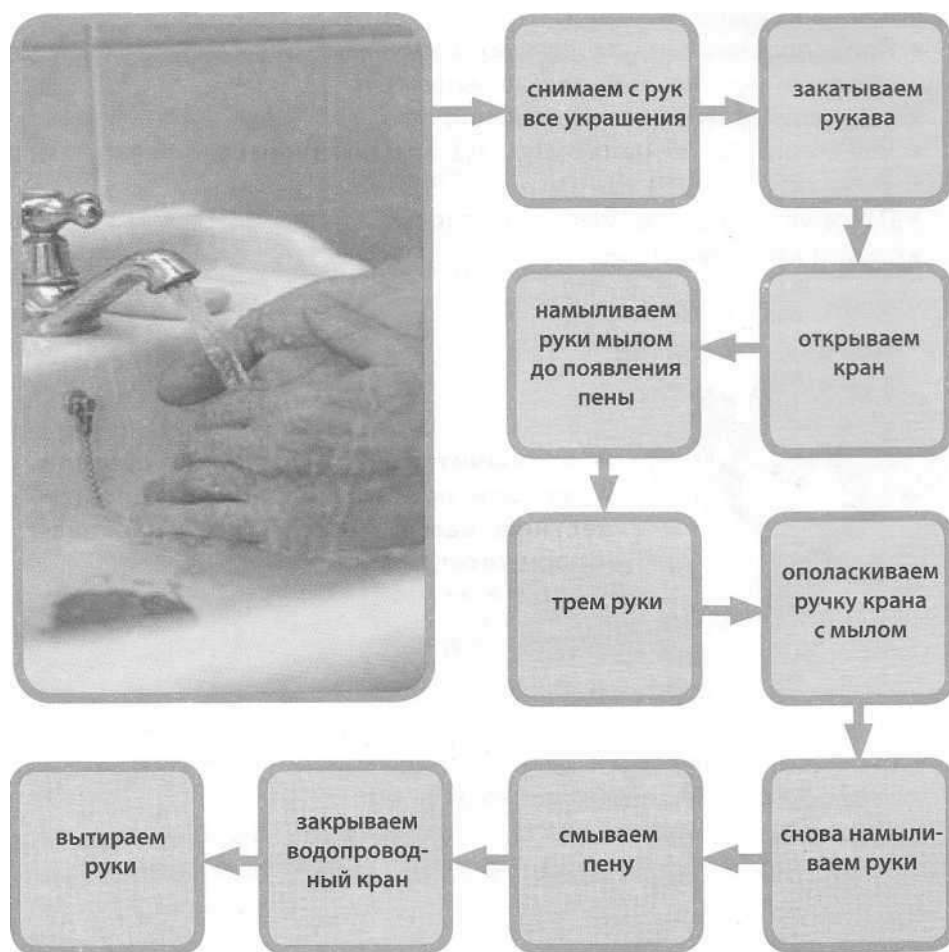 снимаем с рук
все украшения
закатываем
рукава
открываем
кран
намыливаем
руки мылом
до появления
пены
трем руки
ополаскиваем
ручку крана
с мылом
снова намыли-
ваем руки
смываем
пену
закрываем
водопровод-
ный кран
вытираем
руки